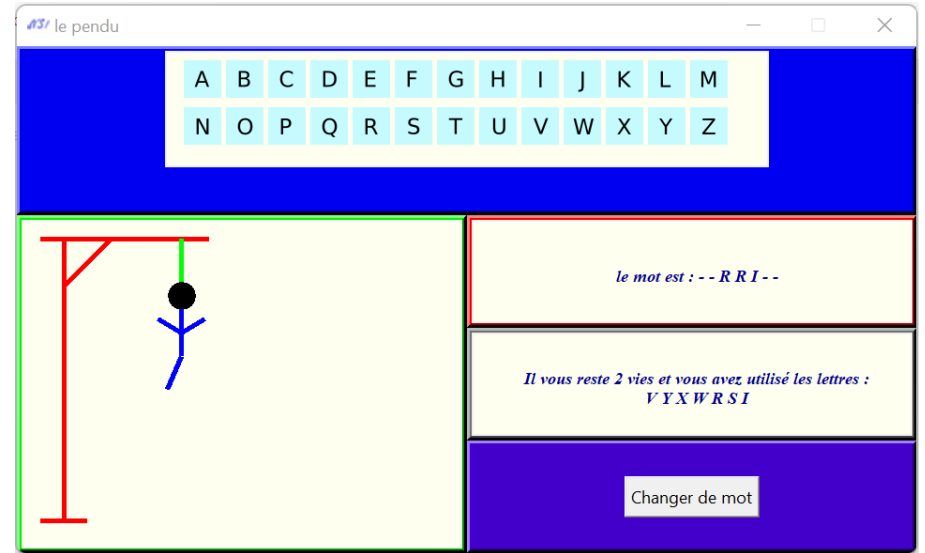 le pendu
A B C D E F G H I J K L M
N O P Q R S T U V W X Y Z
le mot est : - - R R I - -
Il vous reste 2 vies et vous avez utilisé les lettres :
V Y X W R S I
Changer de mot